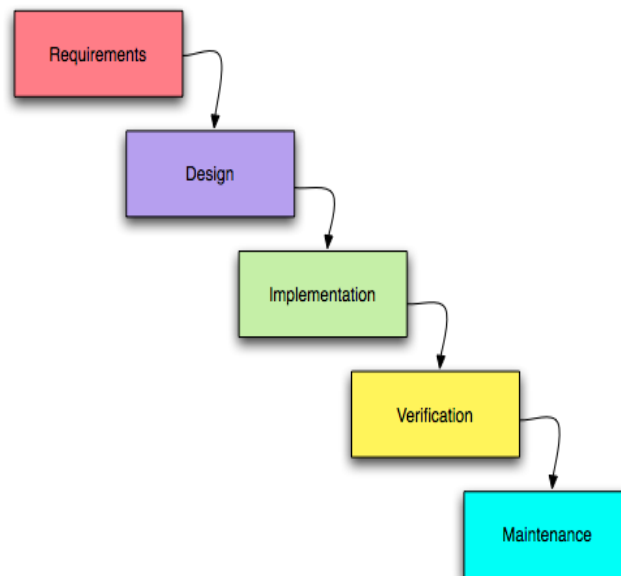 Requirements
Design
Implementation
Verification
Maintenance